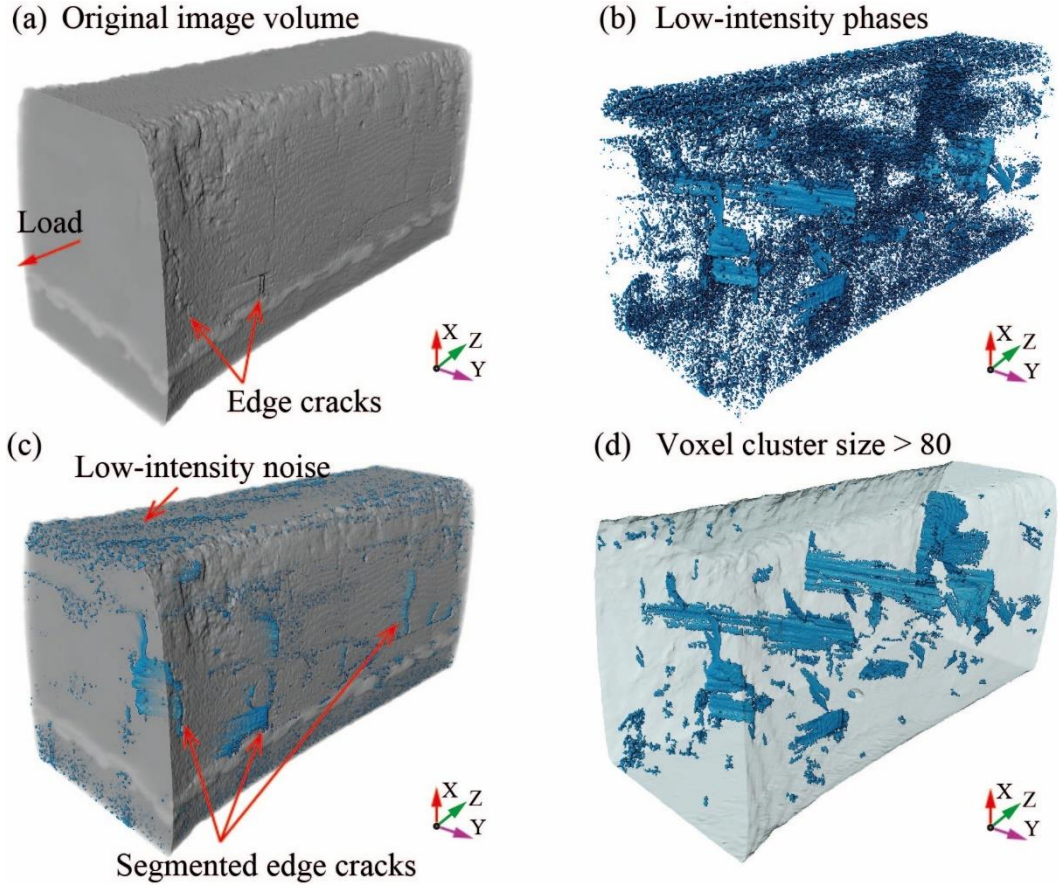 (a) Original image volume
(b) Low-intensity phases
Load
X
Z
Y
Edge cracks
X
Z
Y
(c)
Low-intensity noise
(d) Voxel cluster size > 80
X
Z
Y
Segmented edge cracks
X
Z
Y